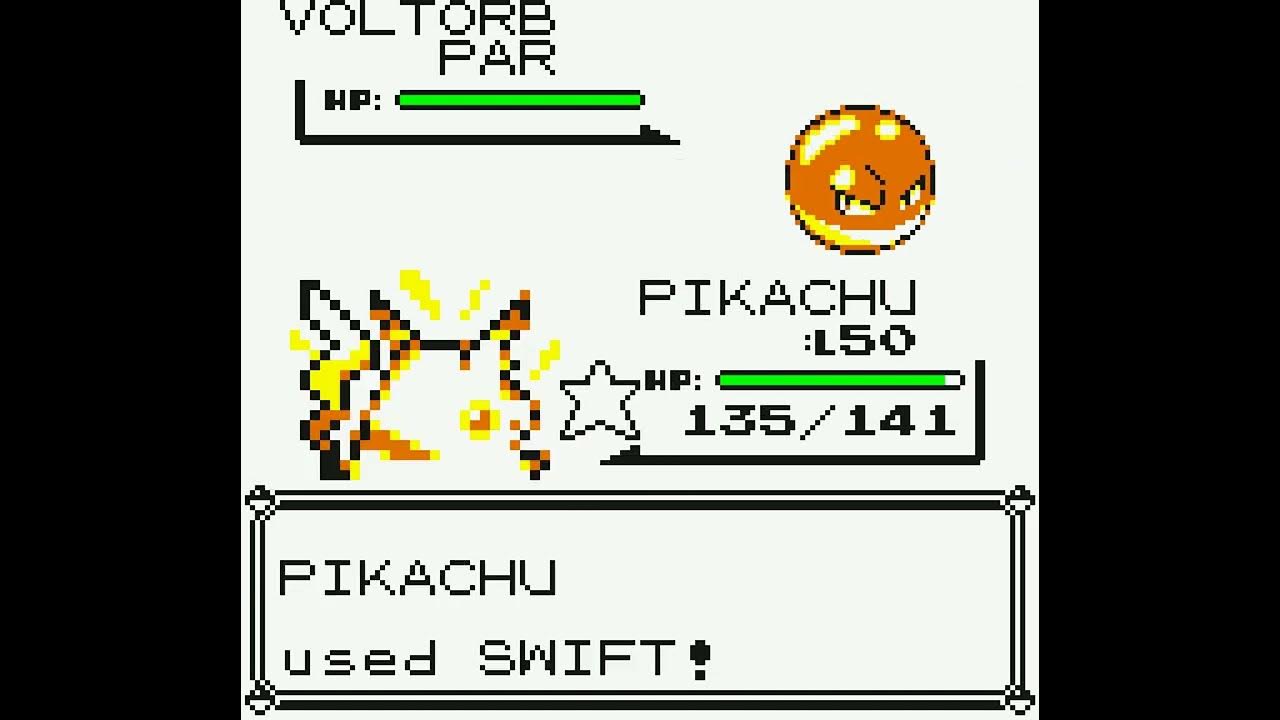 VOLTORB
PAR
HP:
PIKACHU
:L50
HP:
135/141
PIKACHU
used SWIFT!